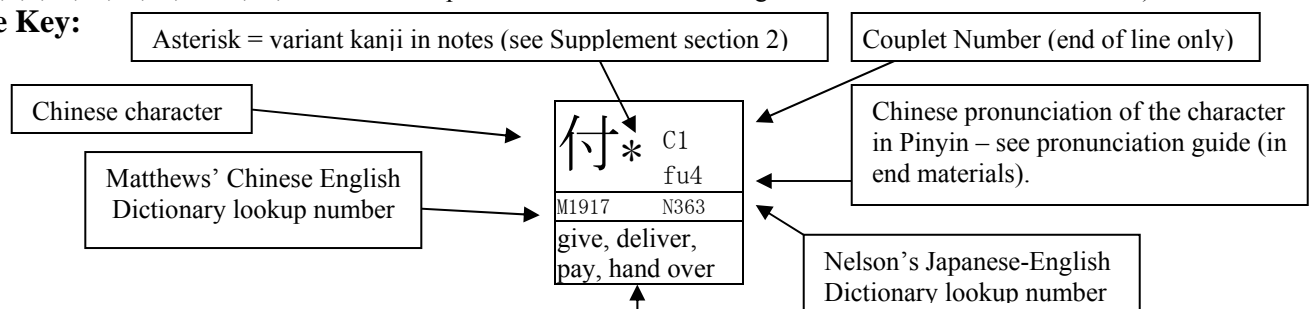 e Key:
Asterisk = variant kanji in notes (see Supplement section 2)
Couplet Number (end of line only)
Chinese character
Chinese pronunciation of the character
in Pinyin – see pronunciation guide (in
end materials).
付* C1
fu4
Matthews’ Chinese English
Dictionary lookup number
M1917 N363
give, deliver,
pay, hand over
Nelson’s Japanese-English
Dictionary lookup number